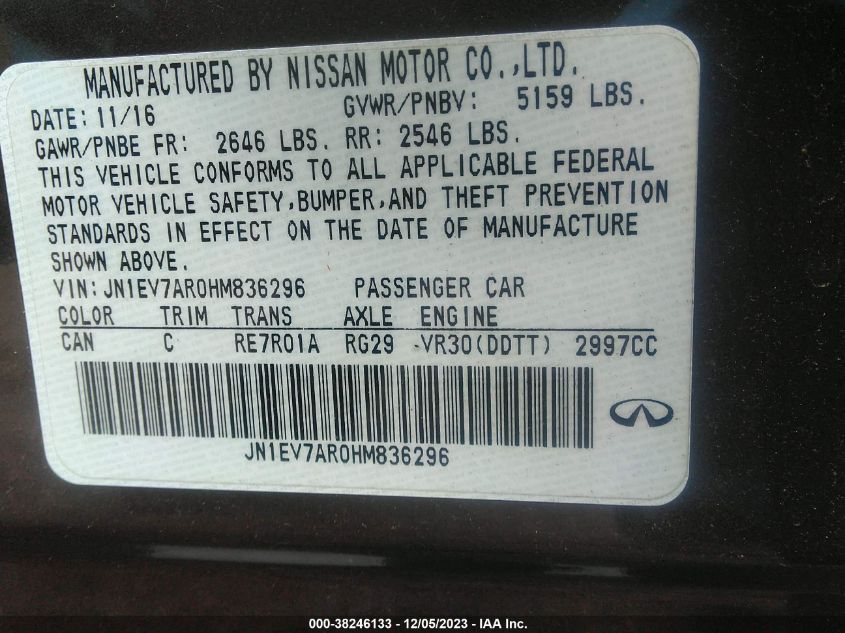 MANUFACTURED BY NISSAN MOTOR CO.,LTD.
DATE: 11/16 GVWR/PNBV: 5159 LBS.
GAWR/PNBE FR: 2646 LBS. RR: 2546 LBS.
THIS VEHICLE CONFORMS TO ALL APPLICABLE FEDERAL
MOTOR VEHICLE SAFETY,BUMPER,AND THEFT PREVENTION
STANDARDS IN EFFECT ON THE DATE OF MANUFACTURE
SHOWN ABOVE.
VIN:JN1EV7AR0HM836296 PASSENGER CAR
COLOR TRIM TRANS AXLE ENGINE
CAN C RE7R01A RG29 -VR30(DDTT) 2997CC
JN1EV7AR0HM836296
000-38246133 - 12/05/2023 - IAA Inc.